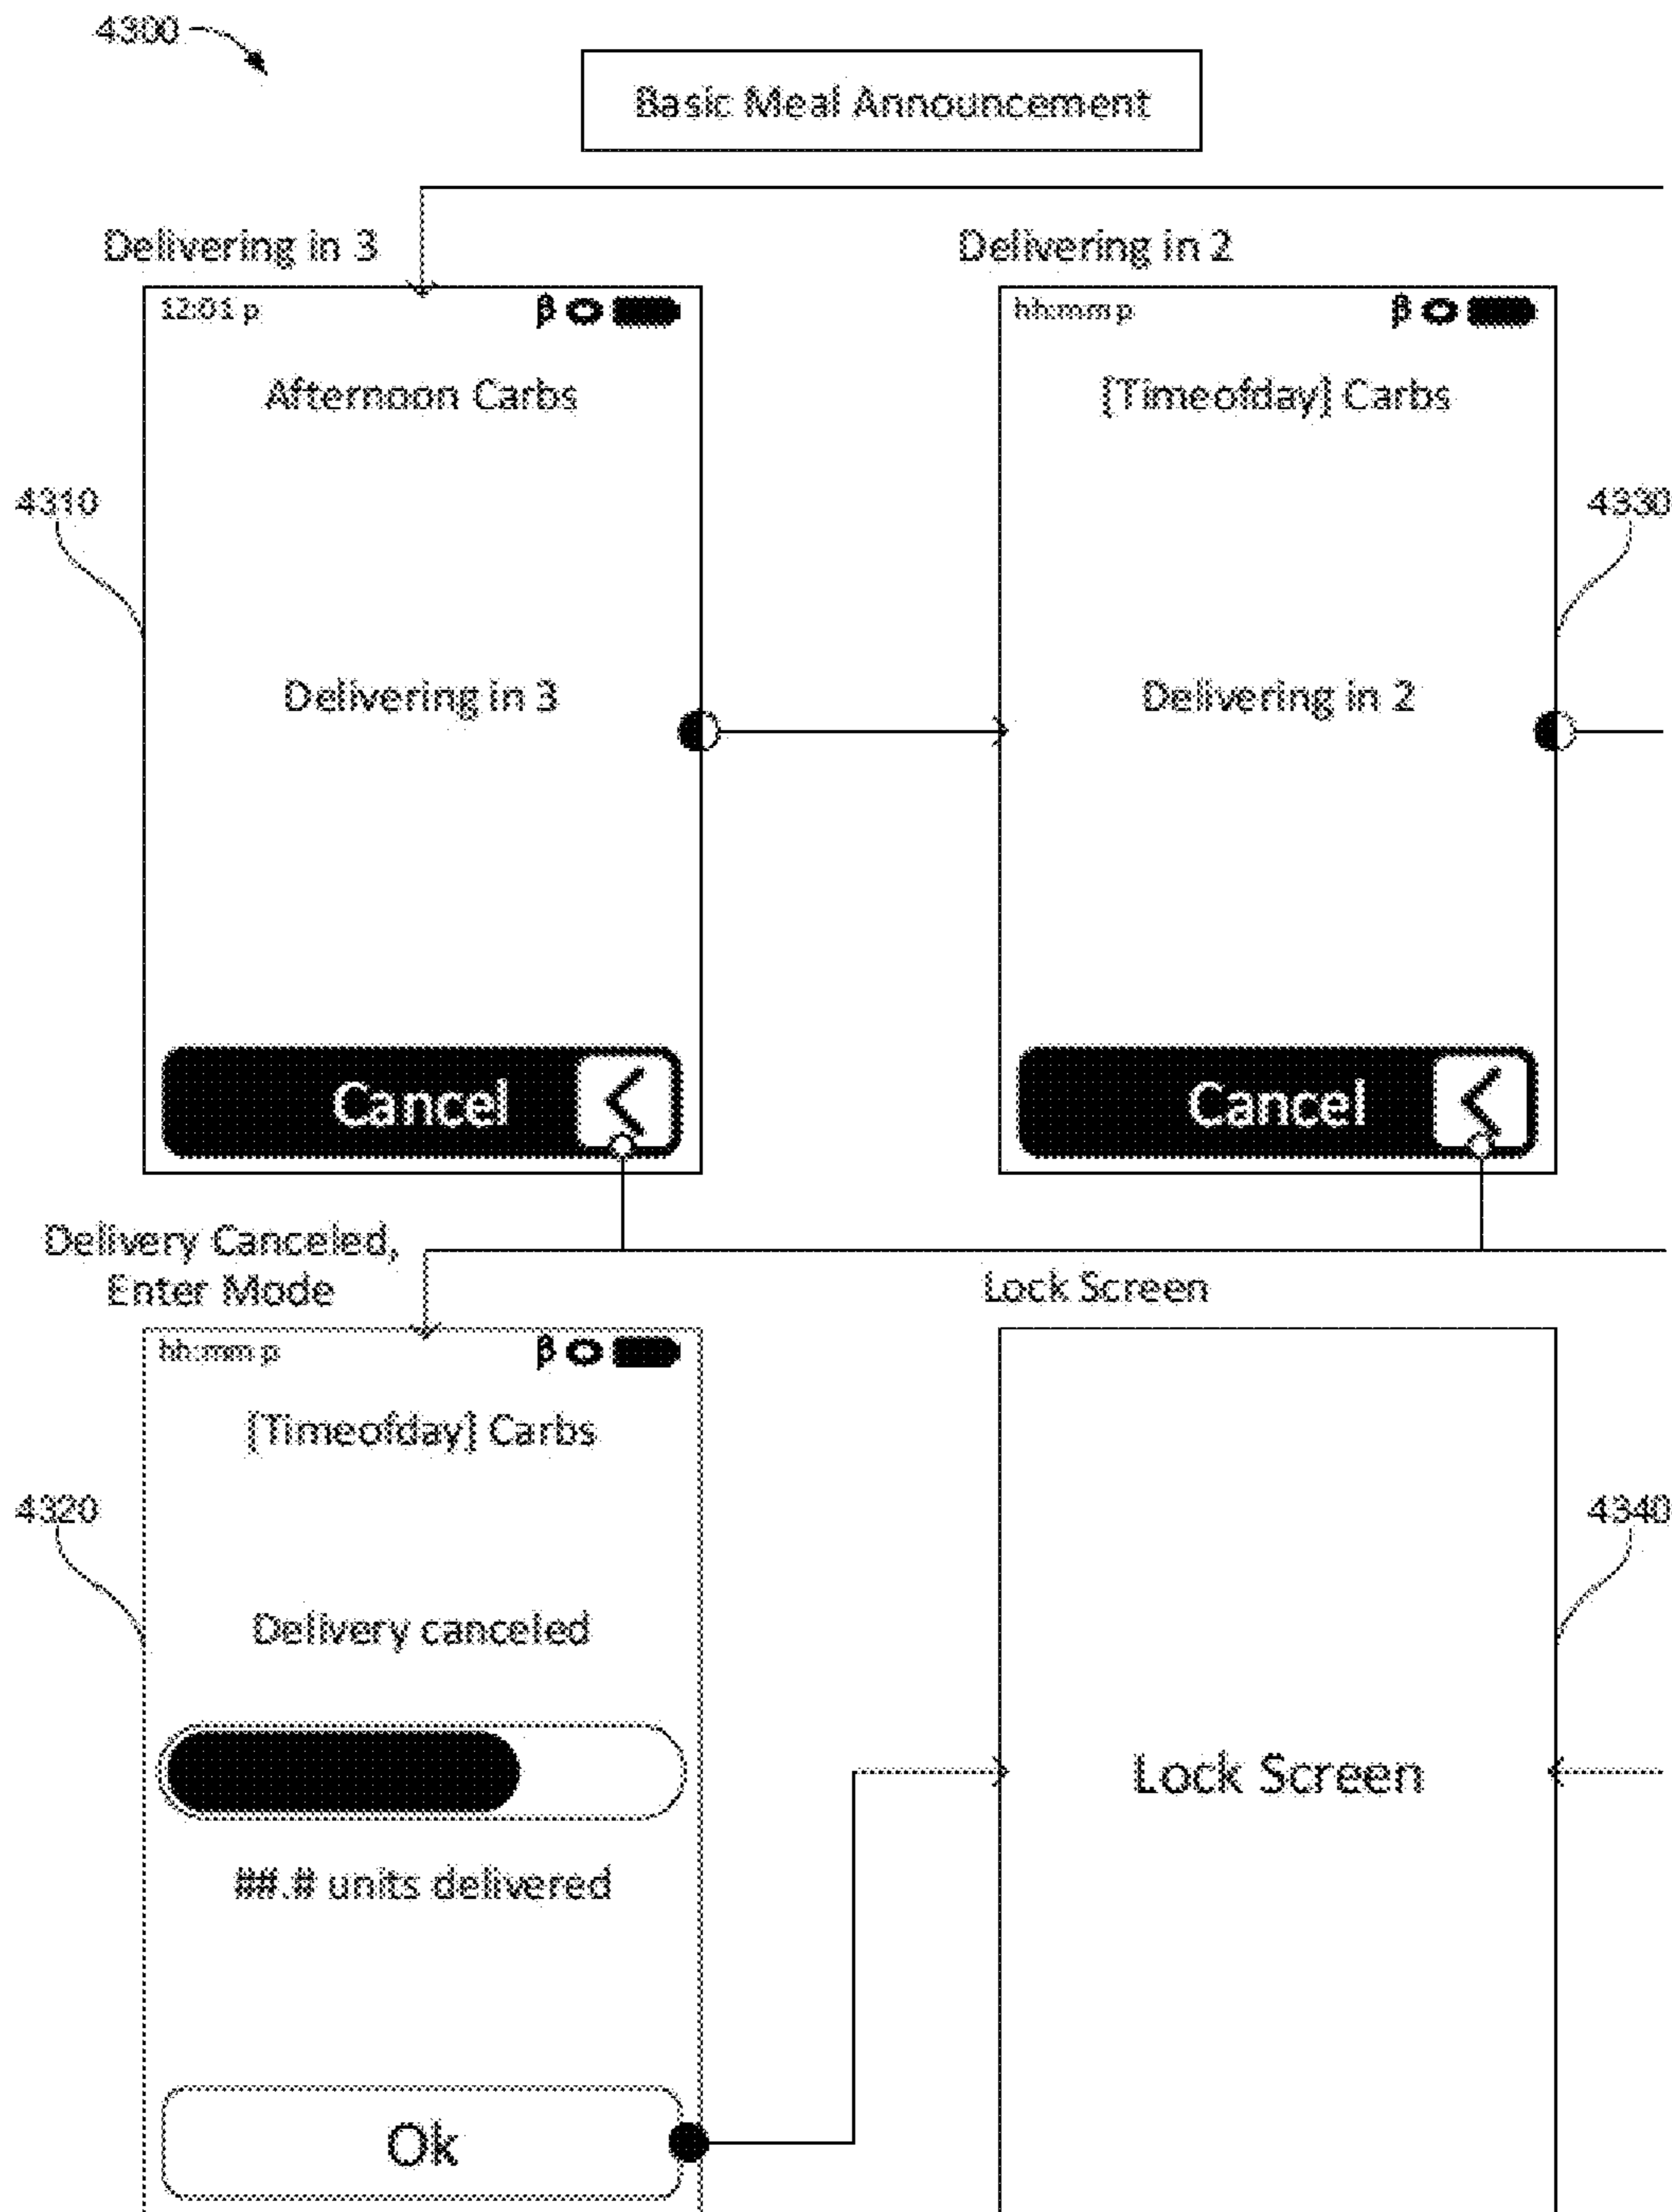 4300
Basic Meal Announcement
Delivering in 3
Delivering in 2
12:01 p
β
hh:mm p
β
Afternoon Carbs
[Timeofday] Carbs
4310
4330
Delivering in 3
Delivering in 2
Cancel
Cancel
Delivery Canceled,
Enter Mode
Lock Screen
hh:mm p
β
[Timeofday] Carbs
4320
4340
Delivery canceled
Lock Screen
##.# units delivered
Ok